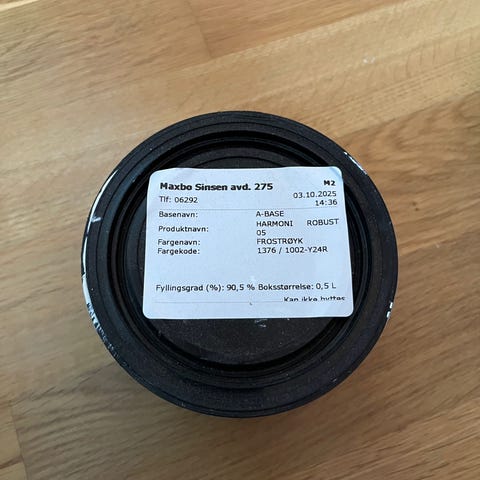 Maxbo Sinsen avd. 275 M2
Tlf: 06292 03.10.2025
14:36
Basenavn: A-BASE
Produktnavn: HARMONI ROBUST
05
Fargenavn: FROSTRØYK
Fargekode: 1376 / 1002-Y24R
Fyllingsgrad (%): 90,5 % Boksstørrelse: 0,5 L
Kan ikke byttes